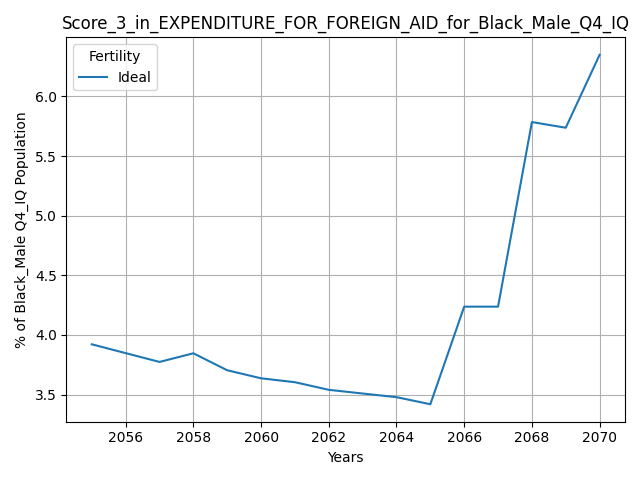 Score_3_in_EXPENDITURE_FOR_FOREIGN_AID_for_Black_Male_Q4_IQ
Fertility
Ideal
% of Black_Male Q4_IQ Population
6.0
5.5
5.0
4.5
4.0
3.5
2056 2058 2060 2062 2064 2066 2068 2070
Years